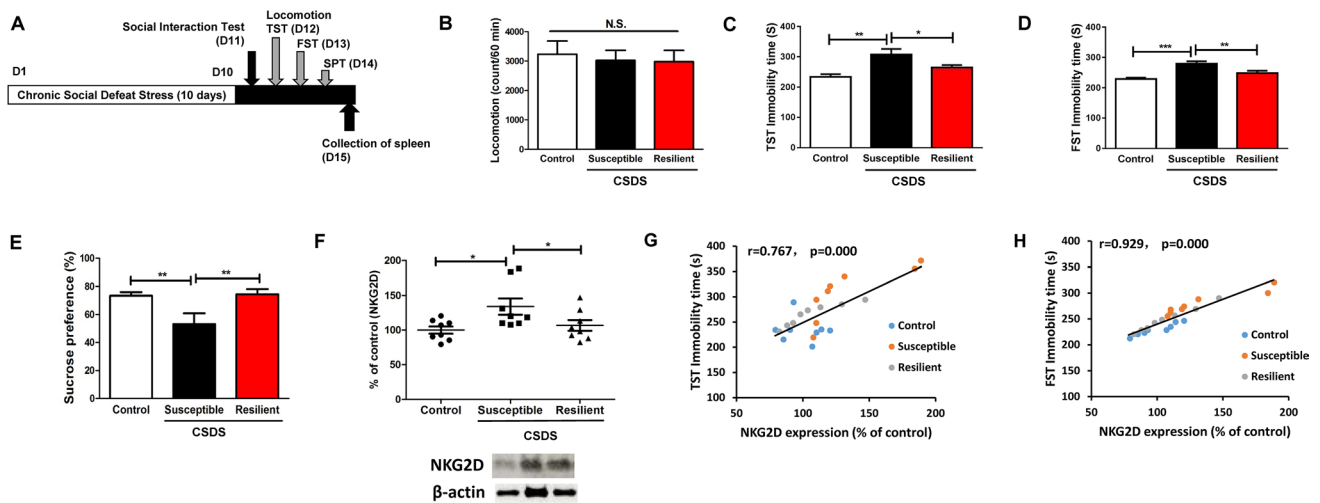 A
Social Interaction Test
(D11)
Locomotion
TST (D12)
FST (D13)
SPT (D14)
D1
D10
Chronic Social Defeat Stress (10 days)
Collection of spleen
(D15)
B
N.S.
Locomotion (count/60 min)
4000
3000
2000
1000
0
Control
Susceptible
Resilient
CSDS
C
**
*
TST Immobility time (S)
400
300
200
100
0
Control
Susceptible
Resilient
CSDS
D
***
**
FST Immobility time (S)
400
300
200
100
0
Control
Susceptible
Resilient
CSDS
E
**
**
Sucrose preference (%)
100
80
60
40
20
0
Control
Susceptible
Resilient
CSDS
F
*
*
% of control (NKG2D)
200
150
100
50
0
Control
Susceptible
Resilient
CSDS
NKG2D
β-actin
G
r=0.767, p=0.000
TST Immobility time (s)
400
350
300
250
200
150
100
Control
Susceptible
Resilient
50
100
150
200
NKG2D expression (% of control)
H
r=0.929, p=0.000
FST Immobility time (s)
400
350
300
250
200
150
100
Control
Susceptible
Resilient
50
100
150
200
NKG2D expression (% of control)